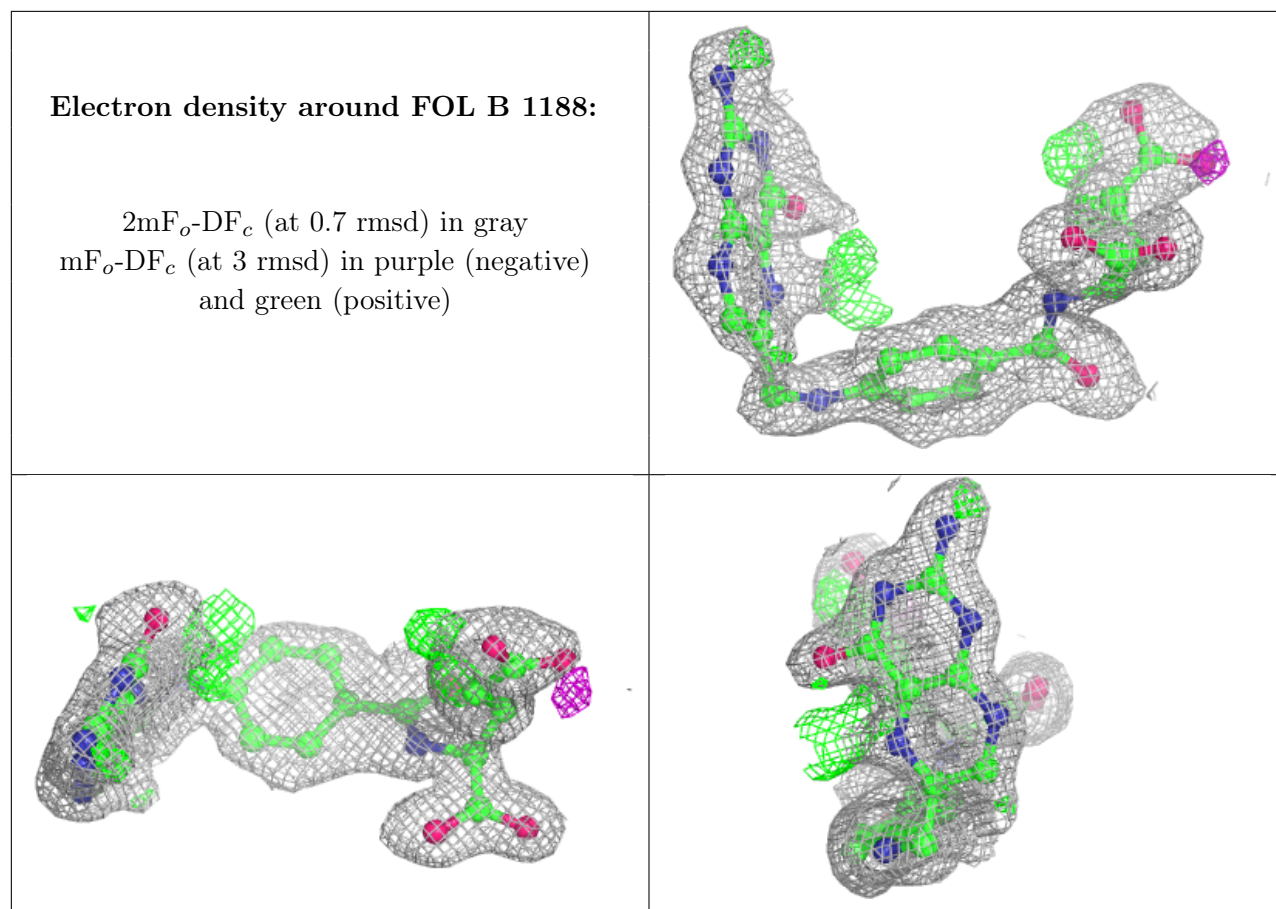 Electron density around FOL B 1188:
2mFo-DFc (at 0.7 rmsd) in gray
mFo-DFc (at 3 rmsd) in purple (negative)
and green (positive)